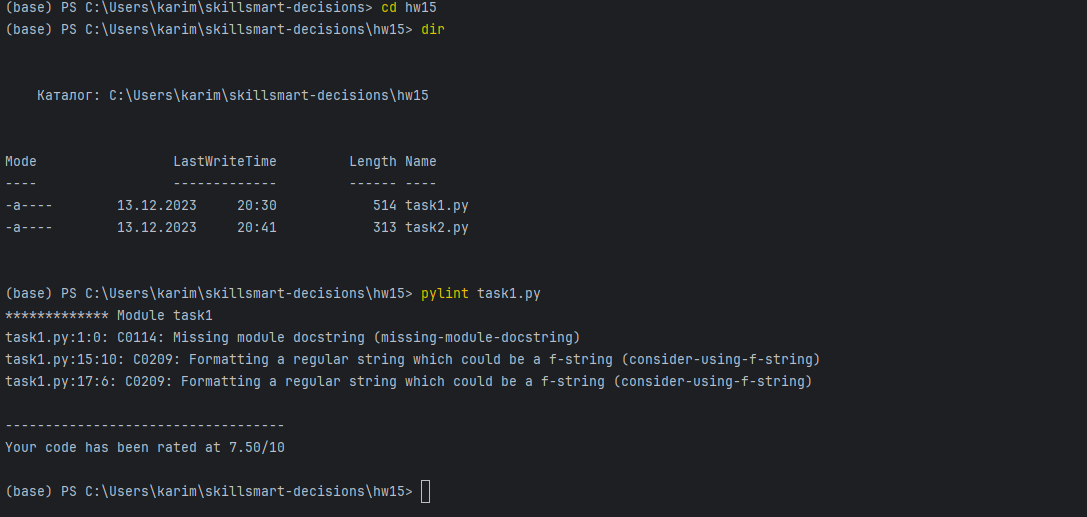 (base) PS C:\Users\karim\skillsmart-decisions> cd hw15
(base) PS C:\Users\karim\skillsmart-decisions\hw15> dir
Каталог: C:\Users\karim\skillsmart-decisions\hw15
Mode                 LastWriteTime         Length Name
----                 -------------         ------ ----
-a----        13.12.2023     20:30            514 task1.py
-a----        13.12.2023     20:41            313 task2.py
(base) PS C:\Users\karim\skillsmart-decisions\hw15> pylint task1.py
************* Module task1
task1.py:1:0: C0114: Missing module docstring (missing-module-docstring)
task1.py:15:10: C0209: Formatting a regular string which could be a f-string (consider-using-f-string)
task1.py:17:6: C0209: Formatting a regular string which could be a f-string (consider-using-f-string)
-----------------------------------
Your code has been rated at 7.50/10
(base) PS C:\Users\karim\skillsmart-decisions\hw15>